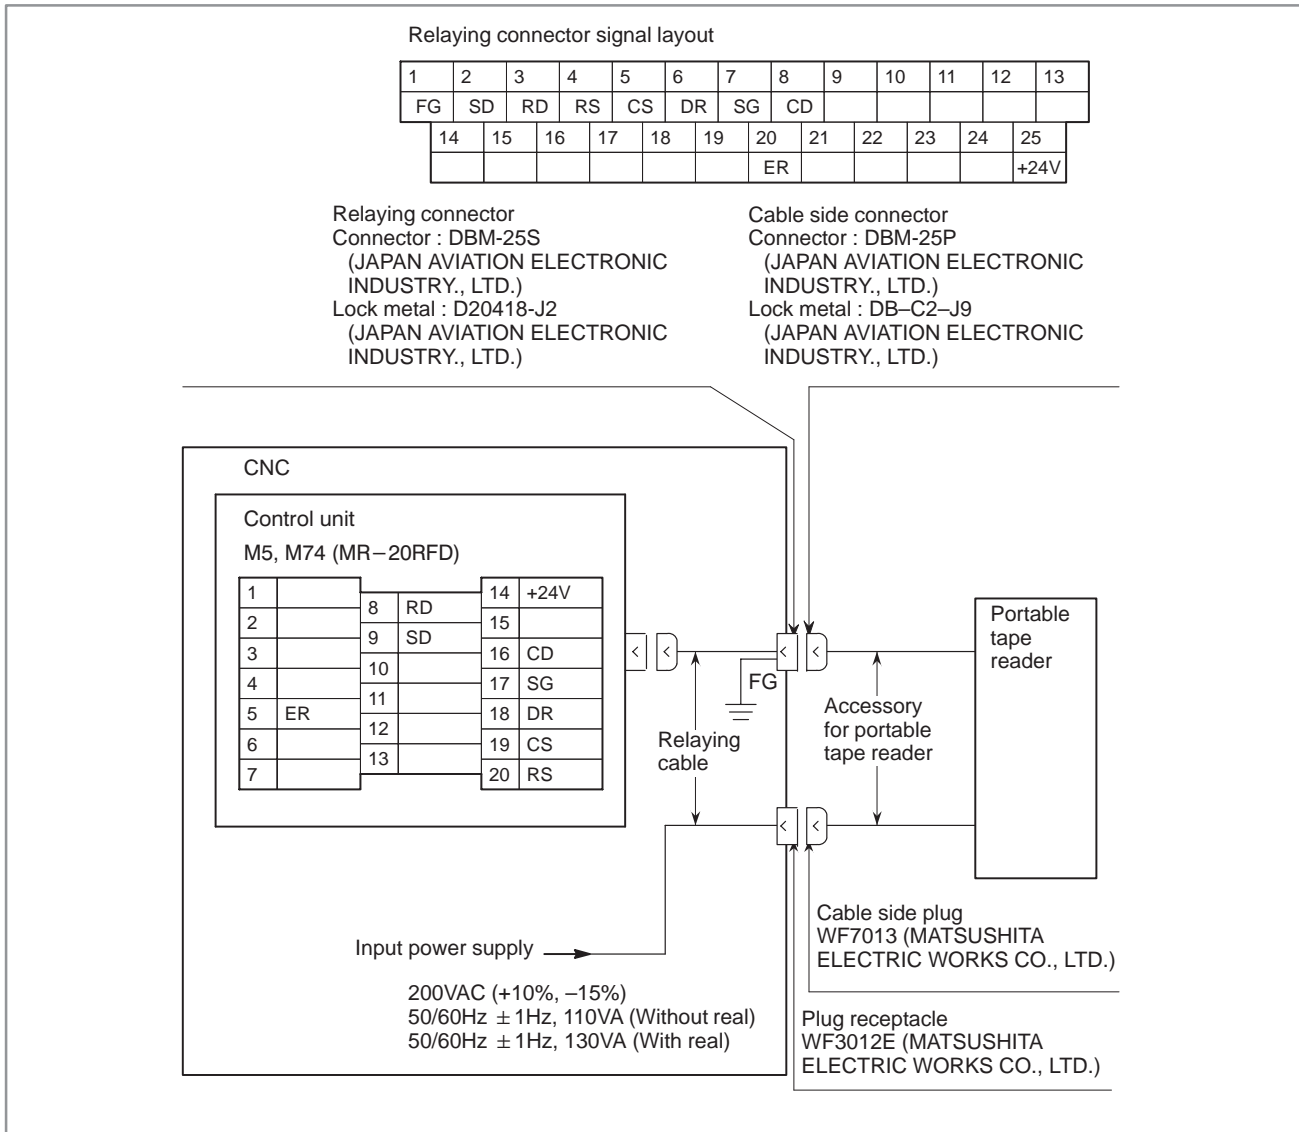 Relaying connector signal layout
1 2 3 4 5 6 7 8 9 10 11 12 13
FG SD RD RS CS DR SG CD
14 15 16 17 18 19 20 21 22 23 24 25
ER +24V
Relaying connector
Connector : DBM-25S
(JAPAN AVIATION ELECTRONIC
INDUSTRY., LTD.)
Lock metal : D20418-J2
(JAPAN AVIATION ELECTRONIC
INDUSTRY., LTD.)
Cable side connector
Connector : DBM-25P
(JAPAN AVIATION ELECTRONIC
INDUSTRY., LTD.)
Lock metal : DB–C2–J9
(JAPAN AVIATION ELECTRONIC
INDUSTRY., LTD.)
CNC
Control unit
M5, M74 (MR−20RFD)
1
2
3
4
5 ER
6
7
8 RD
9 SD
10
11
12
13
14 +24V
15
16 CD
17 SG
18 DR
19 CS
20 RS
FG
Relaying
cable
Accessory
for portable
tape reader
Portable
tape
reader
Input power supply
200VAC (+10%, –15%)
50/60Hz ±1Hz, 110VA (Without real)
50/60Hz ±1Hz, 130VA (With real)
Cable side plug
WF7013 (MATSUSHITA
ELECTRIC WORKS CO., LTD.)
Plug receptacle
WF3012E (MATSUSHITA
ELECTRIC WORKS CO., LTD.)